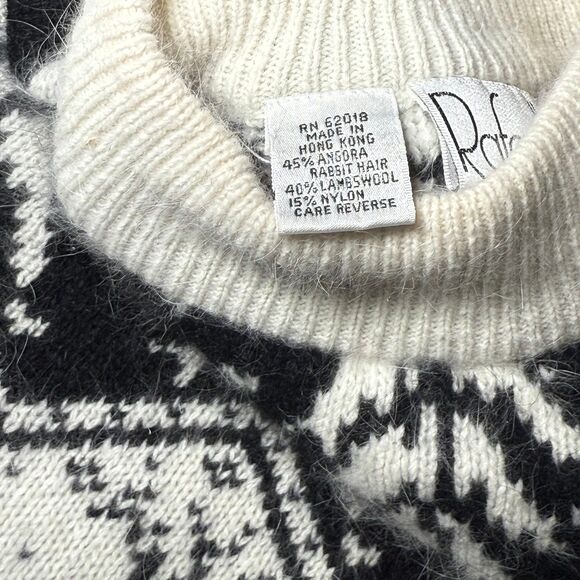 RN 62018
MADE IN
HONG KONG
45% ANGORA
RABBIT HAIR
40% LAMBSWOOL
15% NYLON
CARE REVERSE